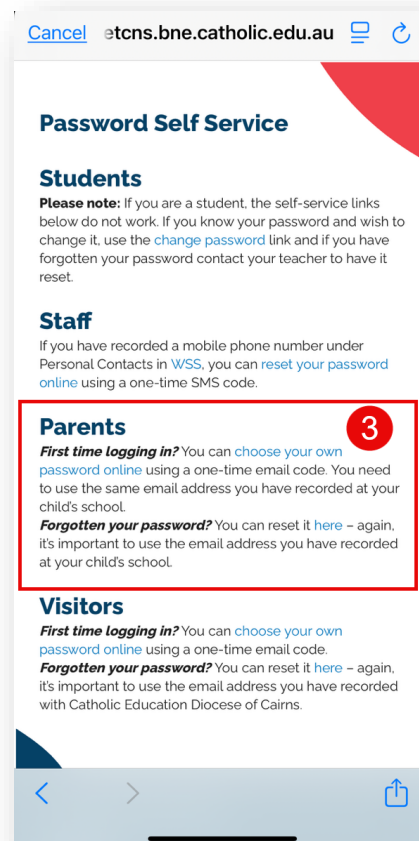 Cancel etcns.bne.catholic.edu.au
Password Self Service
Students
Please note: If you are a student, the self-service links
below do not work. If you know your password and wish to
change it, use the change password link and if you have
forgotten your password contact your teacher to have it
reset.
Staff
If you have recorded a mobile phone number under
Personal Contacts in WSS, you can reset your password
online using a one-time SMS code.
Parents
3
First time logging in? You can choose your own
password online using a one-time email code. You need
to use the same email address you have recorded at your
child's school.
Forgotten your password? You can reset it here – again,
it's important to use the email address you have recorded
at your child's school.
Visitors
First time logging in? You can choose your own
password online using a one-time email code.
Forgotten your password? You can reset it here – again,
it's important to use the email address you have recorded
with Catholic Education Diocese of Cairns.